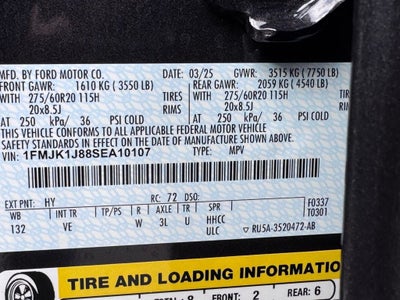 MFD. BY FORD MOTOR CO.
DATE: 03/25 GVWR: 3515 KG (7750 LB)
FRONT GAWR: 1610 KG (3550 LB) REAR GAWR: 2059 KG (4540 LB)
WITH 275/60R20 115H TIRES WITH 275/60R20 115H
20x8.5J RIMS 20x8.5J
AT 250 kPa/ 36 PSI COLD AT 250 kPa/ 36 PSI COLD
THIS VEHICLE CONFORMS TO ALL APPLICABLE FEDERAL MOTOR VEHICLE
SAFETY STANDARDS IN EFFECT ON THE DATE OF MANUFACTURE SHOWN ABOVE.
VIN: 1FMJK1J88SEA10107 TYPE: MPV
EXT PNT: HY RC: 72 DSO: F0337
WB INT TR TP/PS R AXLE TR U HHCC T0301
132 VE W 3L U ULC RU5A-3520472-AB
TIRE AND LOADING INFORMATION
8 FRONT: 2 REAR: 6